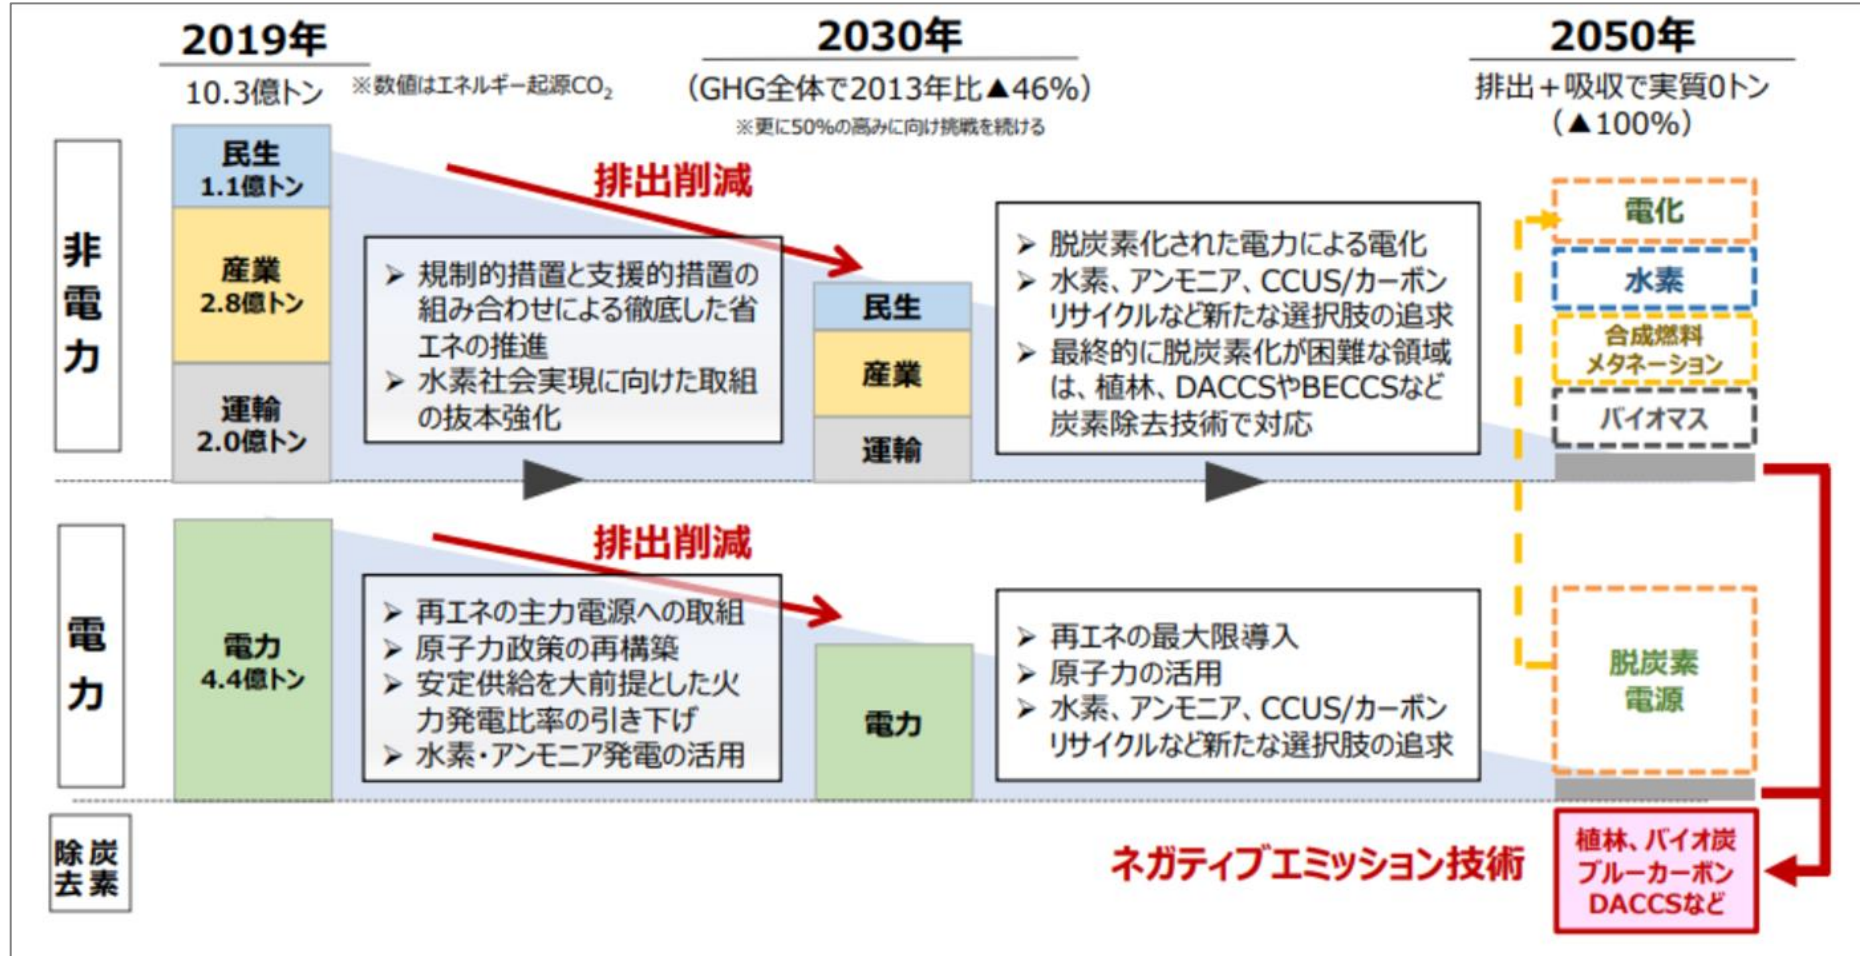 2019年
10.3億トン
※数値はエネルギー起源CO₂
2030年
（GHG全体で2013年比▲46%）
※更に50%の高みに向け挑戦を続ける
2050年
排出＋吸収で実質0トン
（▲100%）
非電力
民生
1.1億トン
産業
2.8億トン
運輸
2.0億トン
排出削減
➢ 規制的措置と支援的措置の
組み合わせによる徹底した省
エネの推進
➢ 水素社会実現に向けた取組
の抜本強化
民生
産業
運輸
➢ 脱炭素化された電力による電化
➢ 水素、アンモニア、CCUS/カーボン
リサイクルなど新たな選択肢の追求
➢ 最終的に脱炭素化が困難な領域
は、植林、DACCSやBECCSなど
炭素除去技術で対応
電化
水素
合成燃料
メタネーション
バイオマス
電力
電力
4.4億トン
排出削減
➢ 再エネの主力電源への取組
➢ 原子力政策の再構築
➢ 安定供給を大前提とした火
力発電比率の引き下げ
➢ 水素・アンモニア発電の活用
電力
➢ 再エネの最大限導入
➢ 原子力の活用
➢ 水素、アンモニア、CCUS/カーボン
リサイクルなど新たな選択肢の追求
脱炭素
電源
炭素
除去
ネガティブエミッション技術
植林、バイオ炭
ブルーカーボン
DACCSなど